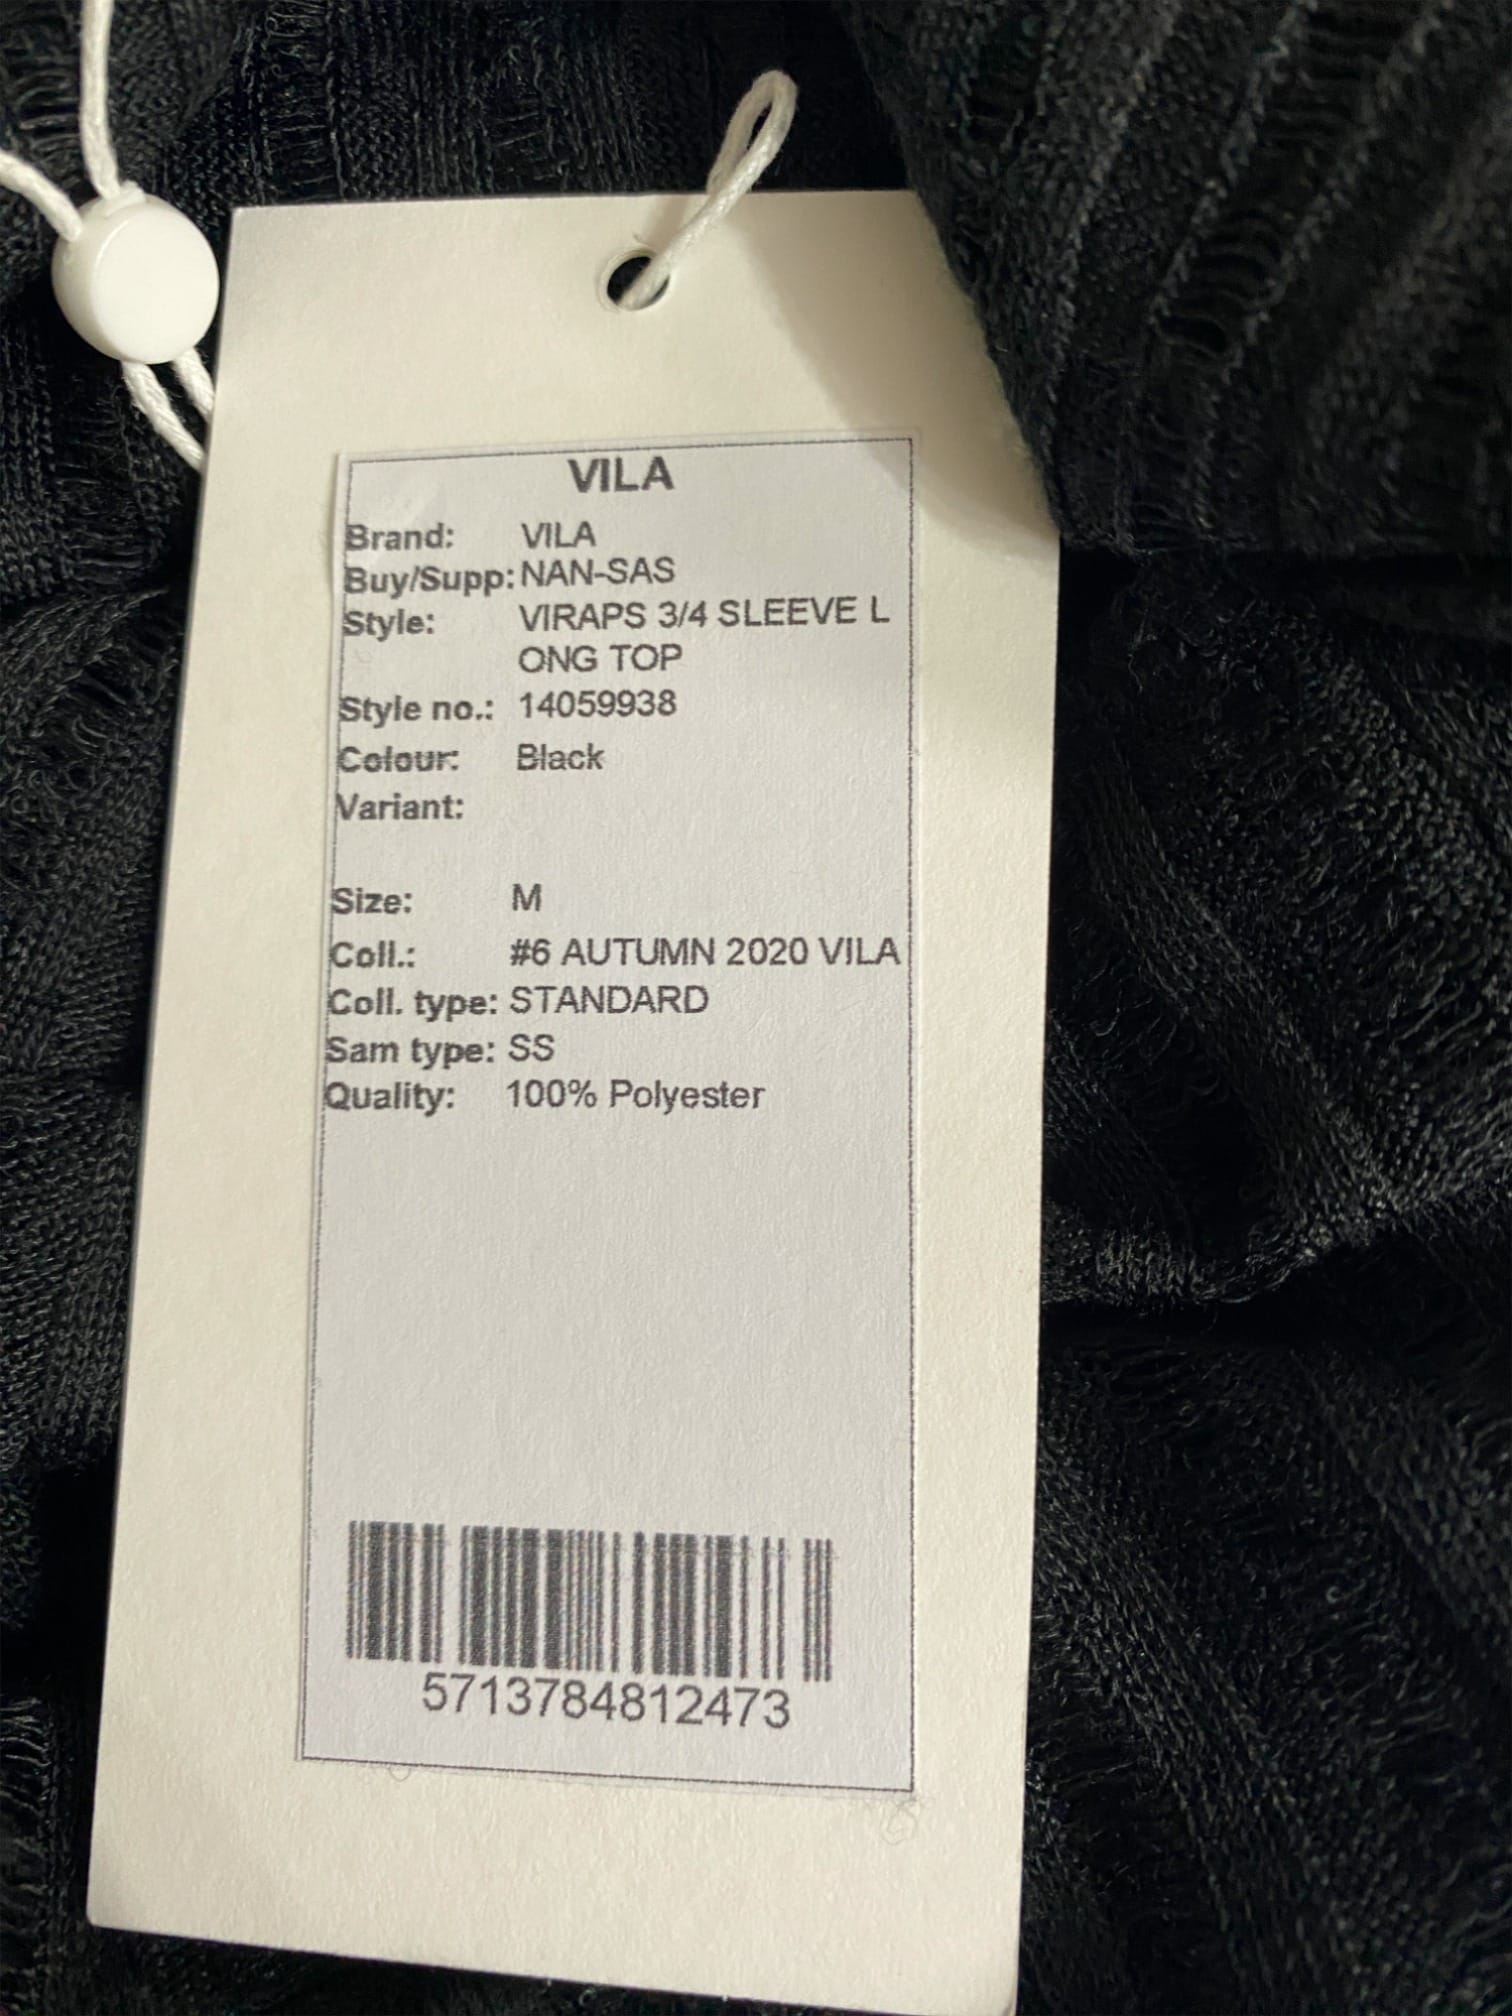 VILA
Brand: VILA
Buy/Supp: NAN-SAS
Style: VIRAPS 3/4 SLEEVE L
ONG TOP
Style no.: 14059938
Colour: Black
Variant:
Size: M
Coll.: #6 AUTUMN 2020 VILA
Coll. type: STANDARD
Sam type: SS
Quality: 100% Polyester
5713784812473